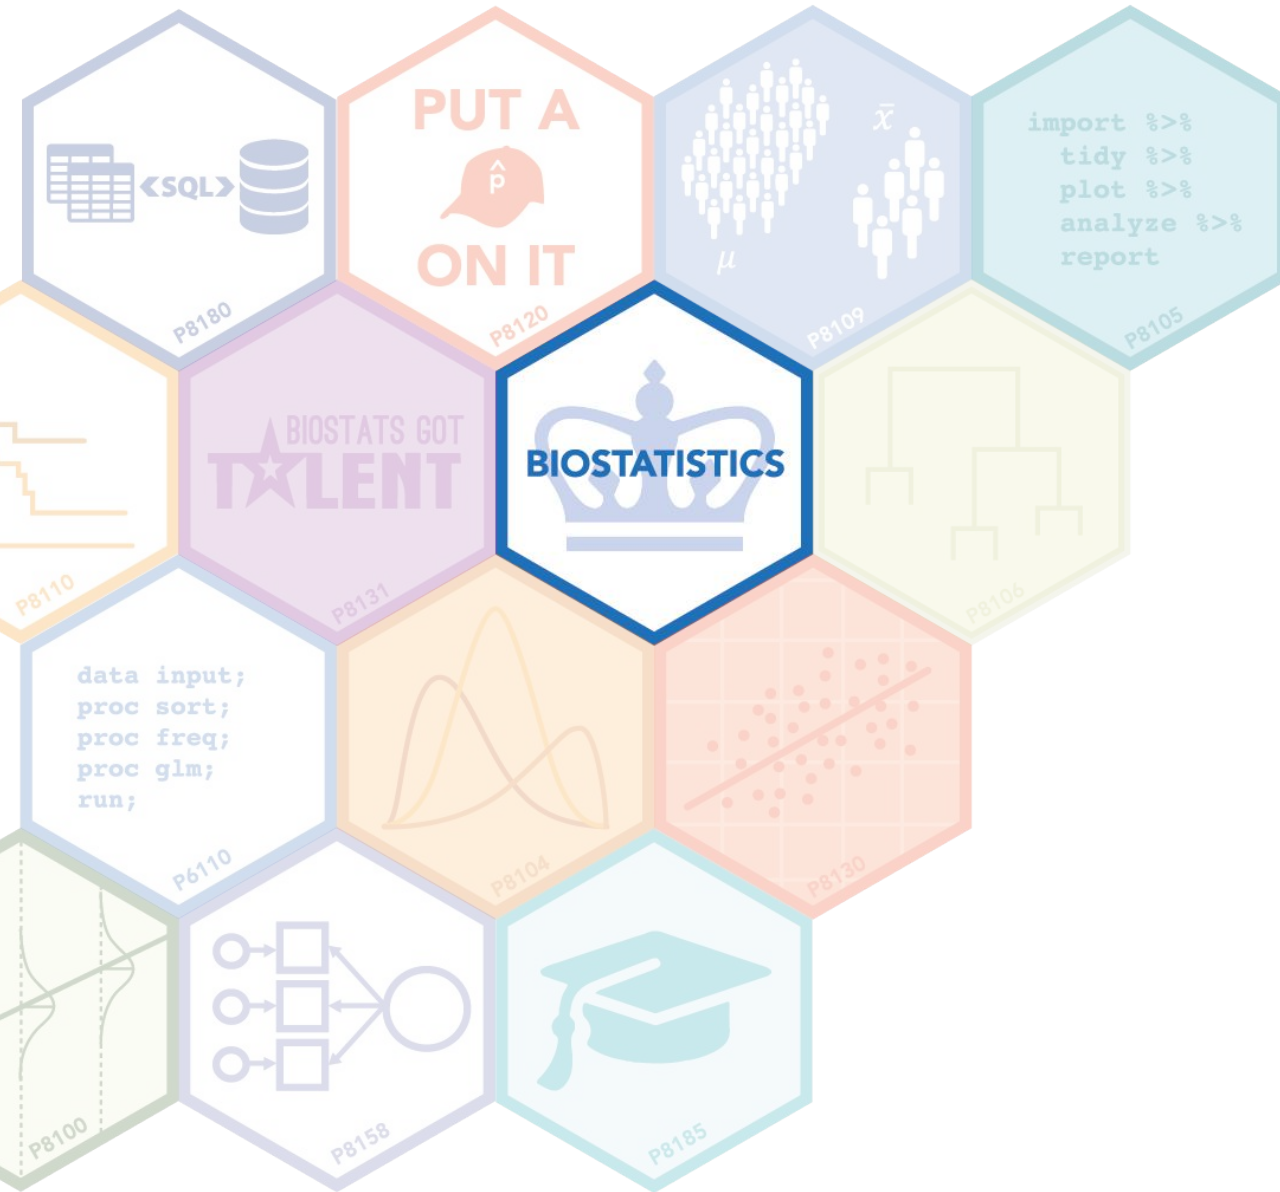 <SQL>
P8180
PUT A
p̂
ON IT
P8120
x̄
μ
P8109
import %>%
tidy %>%
plot %>%
analyze %>%
report
P8105
P8110
BIOSTATS GOT
TALENT
P8131
BIOSTATISTICS
P8106
data input;
proc sort;
proc freq;
proc glm;
run;
P6110
P8104
P8130
P8100
P8158
P8185